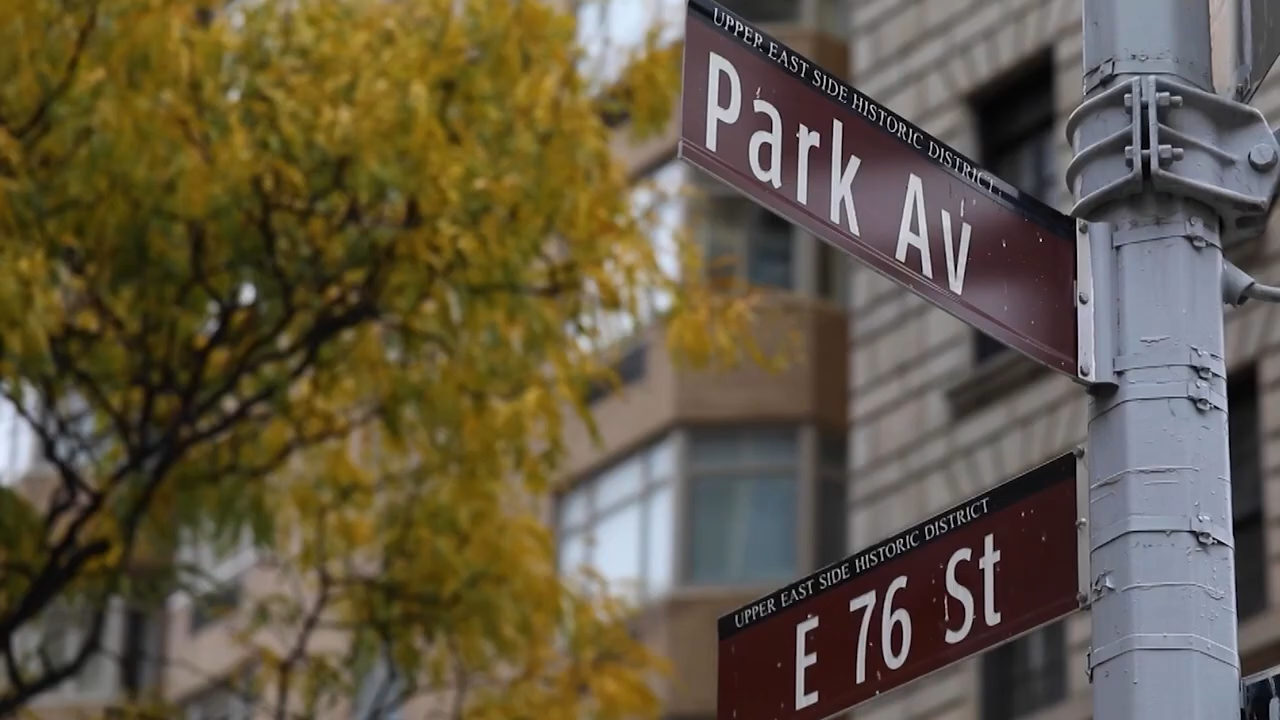 UPPER EAST SIDE HISTORIC DISTRICT
Park Av
UPPER EAST SIDE HISTORIC DISTRICT
E 76 St